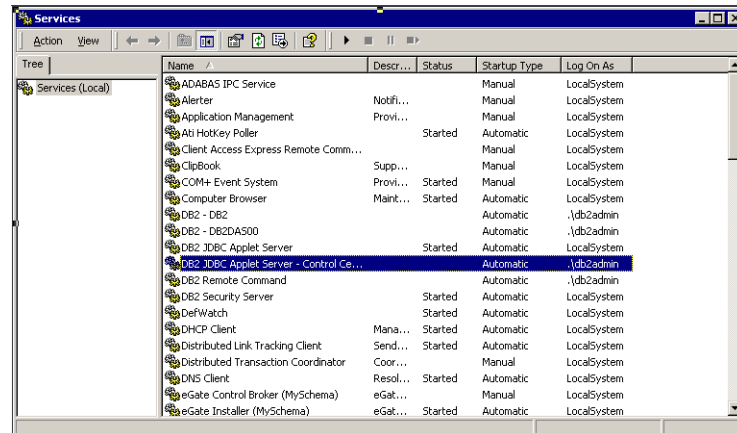 Services
Action View
Tree
Name Descr... Status Startup Type Log On As
Services (Local)
ADABAS IPC Service Manual LocalSystem
Alerter Notifi... Manual LocalSystem
Application Management Provi... Manual LocalSystem
Ati HotKey Poller Started Automatic LocalSystem
Client Access Express Remote Comm... Manual LocalSystem
ClipBook Supp... Manual LocalSystem
COM+ Event System Provi... Started Manual LocalSystem
Computer Browser Maint... Started Automatic LocalSystem
DB2 - DB2 Automatic .\db2admin
DB2 - DB2DAS00 Automatic .\db2admin
DB2 JDBC Applet Server Started Automatic LocalSystem
DB2 JDBC Applet Server - Control Ce... Automatic .\db2admin
DB2 Remote Command Automatic .\db2admin
DB2 Security Server Started Automatic LocalSystem
DefWatch Started Automatic LocalSystem
DHCP Client Mana... Started Automatic LocalSystem
Distributed Link Tracking Client Send... Started Automatic LocalSystem
Distributed Transaction Coordinator Coor... Manual LocalSystem
DNS Client Resol... Started Automatic LocalSystem
eGate Control Broker (MySchema) eGat... Manual LocalSystem
eGate Installer (MySchema) eGat... Started Automatic LocalSystem